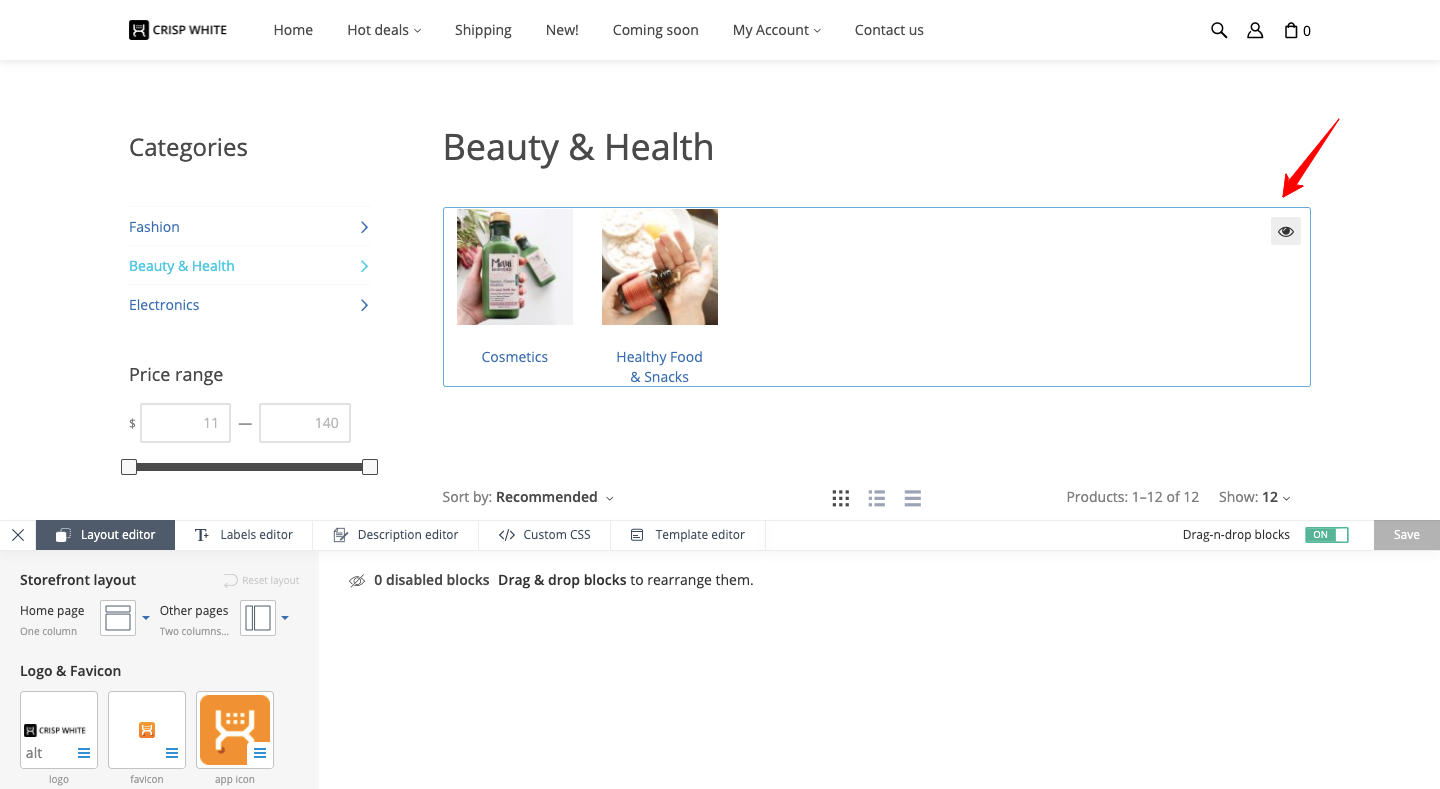 CRISP WHITE Home Hot deals Shipping New! Coming soon My Account Contact us 0
Categories
Beauty & Health
Fashion
Beauty & Health
Electronics
Maui
Cosmetics
Healthy Food
& Snacks
Price range
$ 11 — 140
Sort by: Recommended Products: 1–12 of 12 Show: 12
Layout editor Labels editor Description editor Custom CSS Template editor Drag-n-drop blocks ON Save
Storefront layout Reset layout
0 disabled blocks Drag & drop blocks to rearrange them.
Home page Other pages
One column Two columns...
Logo & Favicon
CRISP WHITE
alt
logo favicon app icon